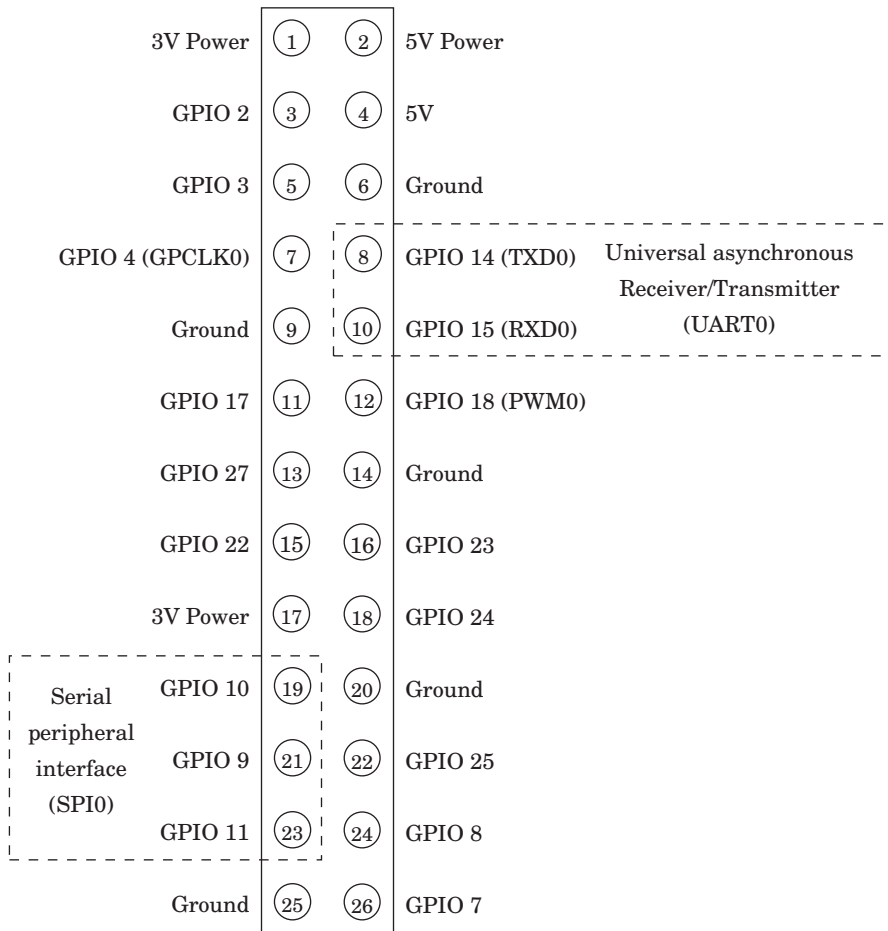 3V Power 1 2 5V Power
GPIO 2 3 4 5V
GPIO 3 5 6 Ground
GPIO 4 (GPCLK0) 7 8 GPIO 14 (TXD0) Universal asynchronous
Receiver/Transmitter
Ground 9 10 GPIO 15 (RXD0) (UART0)
GPIO 17 11 12 GPIO 18 (PWM0)
GPIO 27 13 14 Ground
GPIO 22 15 16 GPIO 23
3V Power 17 18 GPIO 24
Serial GPIO 10 19 20 Ground
peripheral
interface GPIO 9 21 22 GPIO 25
(SPI0)
GPIO 11 23 24 GPIO 8
Ground 25 26 GPIO 7